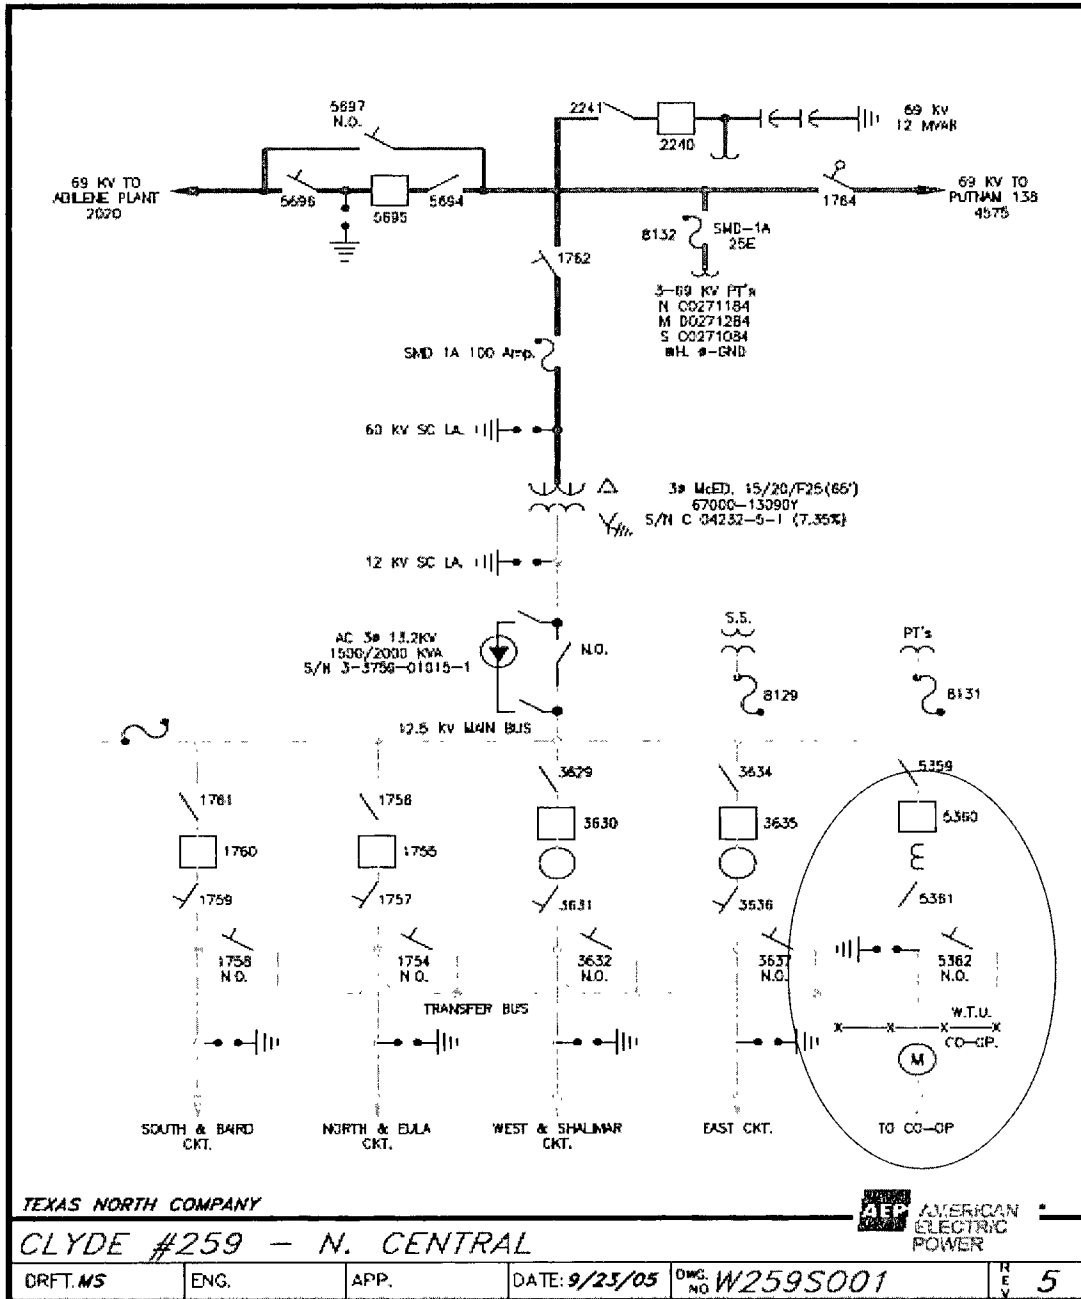 5697
N.O.
2241
2240
69 KV
12 MVAR
69 KV TO
ABILENE PLANT
2020
5696
5695
5694
1764
69 KV TO
PUTNAM 138
4575
8132
SMD-1A
25E
1762
3-69 KV PT's
N C0271184
M D0271284
S C0271084
SMD 1A 100 Amp.
60 KV SC LA.
3ø McED. 15/20/F25(65°)
67000-13090Y
S/N C 04232-5-1 (7.35%)
12 KV SC LA.
AC 3ø 13.2KV
1500/2000 KVA
S/N 3-3756-01015-1
N.O.
S.S.
PT's
8129
8131
12.5 KV MAIN BUS
1761
1756
3629
3634
5359
1760
1755
3630
3635
5360
1759
1757
3631
3636
5361
1758
N.O.
1754
N.O.
3632
N.O.
3637
N.O.
5362
N.O.
TRANSFER BUS
W.T.U.
CO-OP.
M
SOUTH & BAIRD
CKT.
NORTH & EULA
CKT.
WEST & SHALIMAR
CKT.
EAST CKT.
TO CO-OP
TEXAS NORTH COMPANY
AEP AMERICAN
ELECTRIC
POWER
CLYDE #259 - N. CENTRAL
DRFT. MS
ENG.
APP.
DATE: 9/23/05
DWG. NO W259S001
REV 5